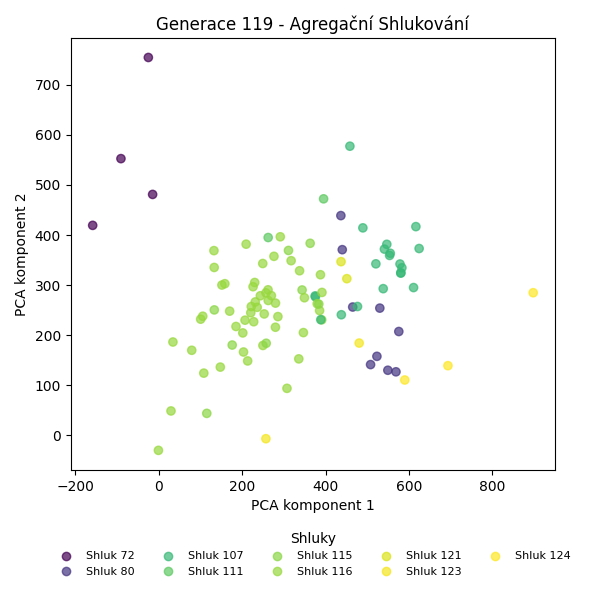 Generace 119 - Agregační Shlukování
700
600
500
400
300
200
100
0
PCA komponent 2
−200 0 200 400 600 800
PCA komponent 1
Shluky
Shluk 72 Shluk 107 Shluk 115 Shluk 121 Shluk 124
Shluk 80 Shluk 111 Shluk 116 Shluk 123